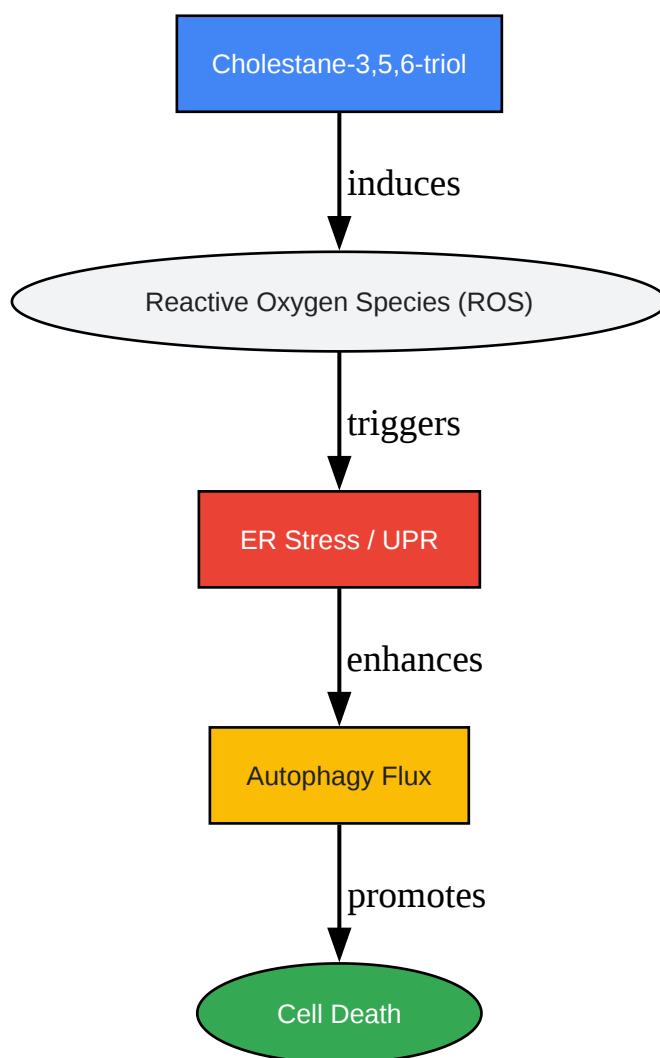 Cholestane-3,5,6-triol
induces
Reactive Oxygen Species (ROS)
triggers
ER Stress / UPR
enhances
Autophagy Flux
promotes
Cell Death